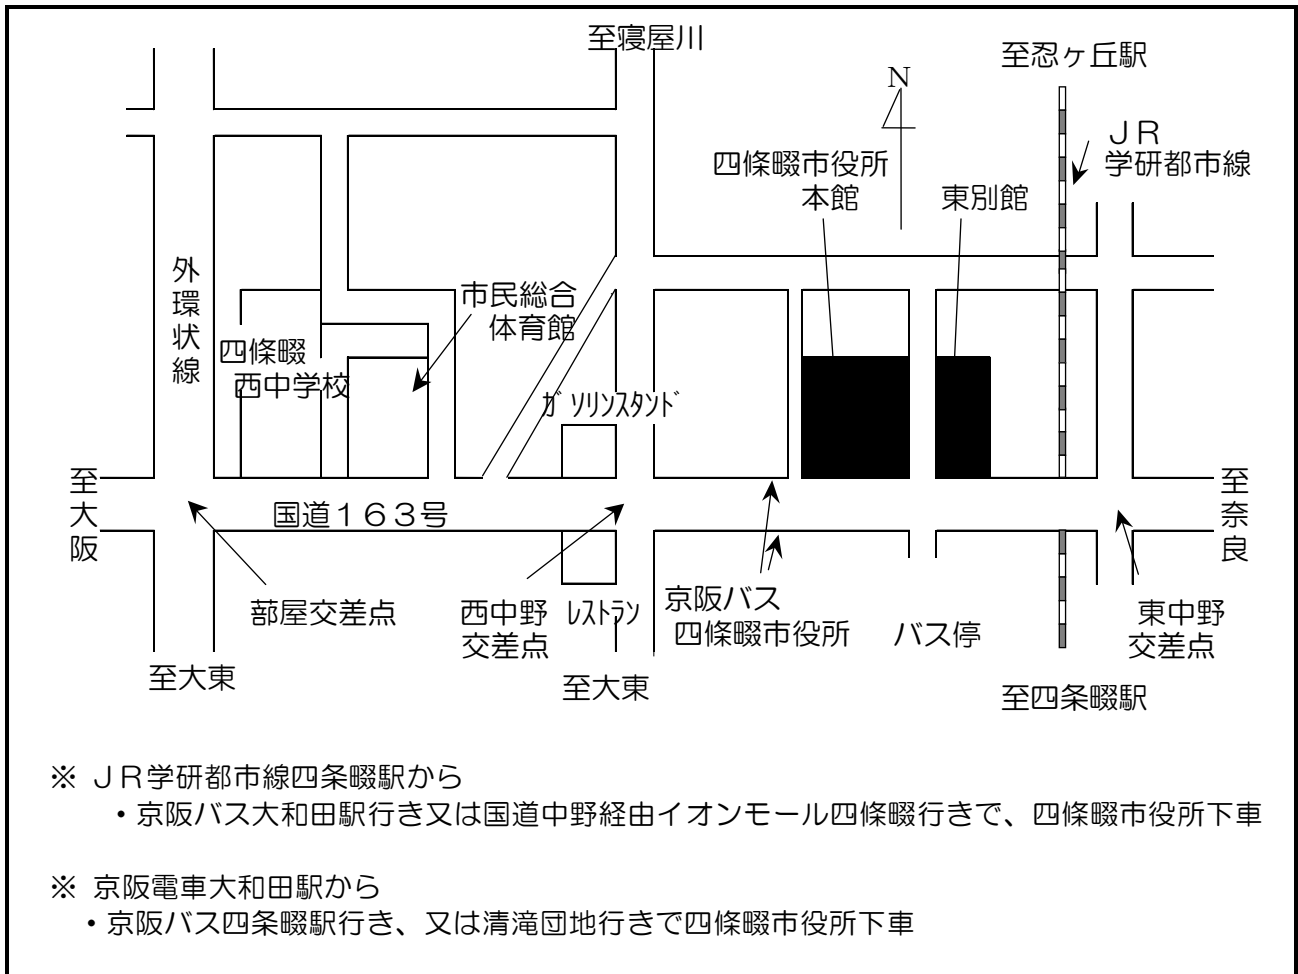 至寝屋川
至忍ヶ丘駅
N
ＪＲ
学研都市線
四條畷市役所
本館
東別館
外環状線
市民総合
体育館
四條畷
西中学校
ｶﾞｿﾘﾝｽﾀﾝﾄﾞ
至大阪
国道１６３号
至奈良
部屋交差点
西中野
交差点
ﾚｽﾄﾗﾝ
京阪バス
四條畷市役所　バス停
東中野
交差点
至大東
至大東
至四条畷駅
※ ＪＲ学研都市線四条畷駅から
・京阪バス大和田駅行き又は国道中野経由イオンモール四條畷行きで、四條畷市役所下車
※ 京阪電車大和田駅から
・京阪バス四条畷駅行き、又は清滝団地行きで四條畷市役所下車